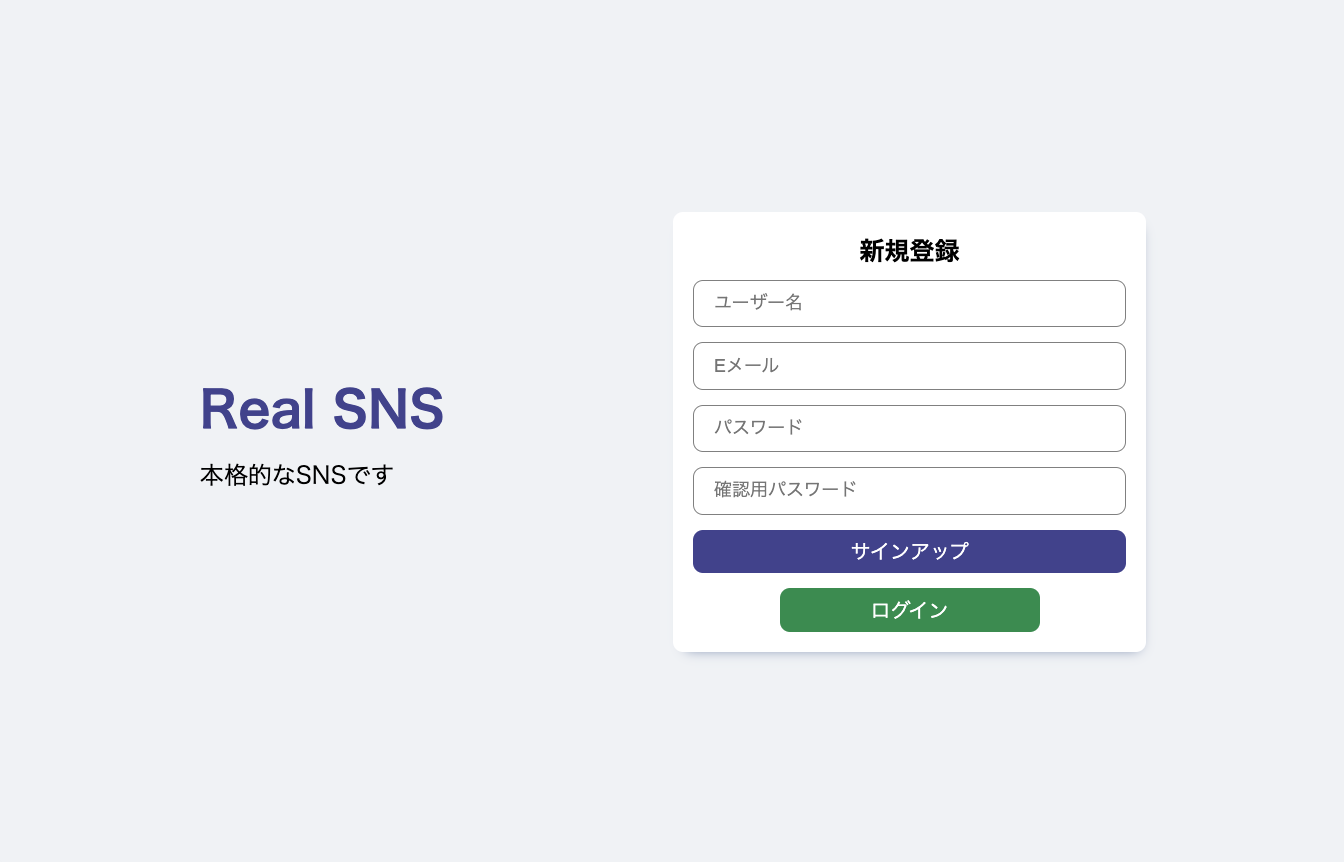 Real SNS
本格的なSNSです
新規登録
ユーザー名
Eメール
パスワード
確認用パスワード
サインアップ
ログイン